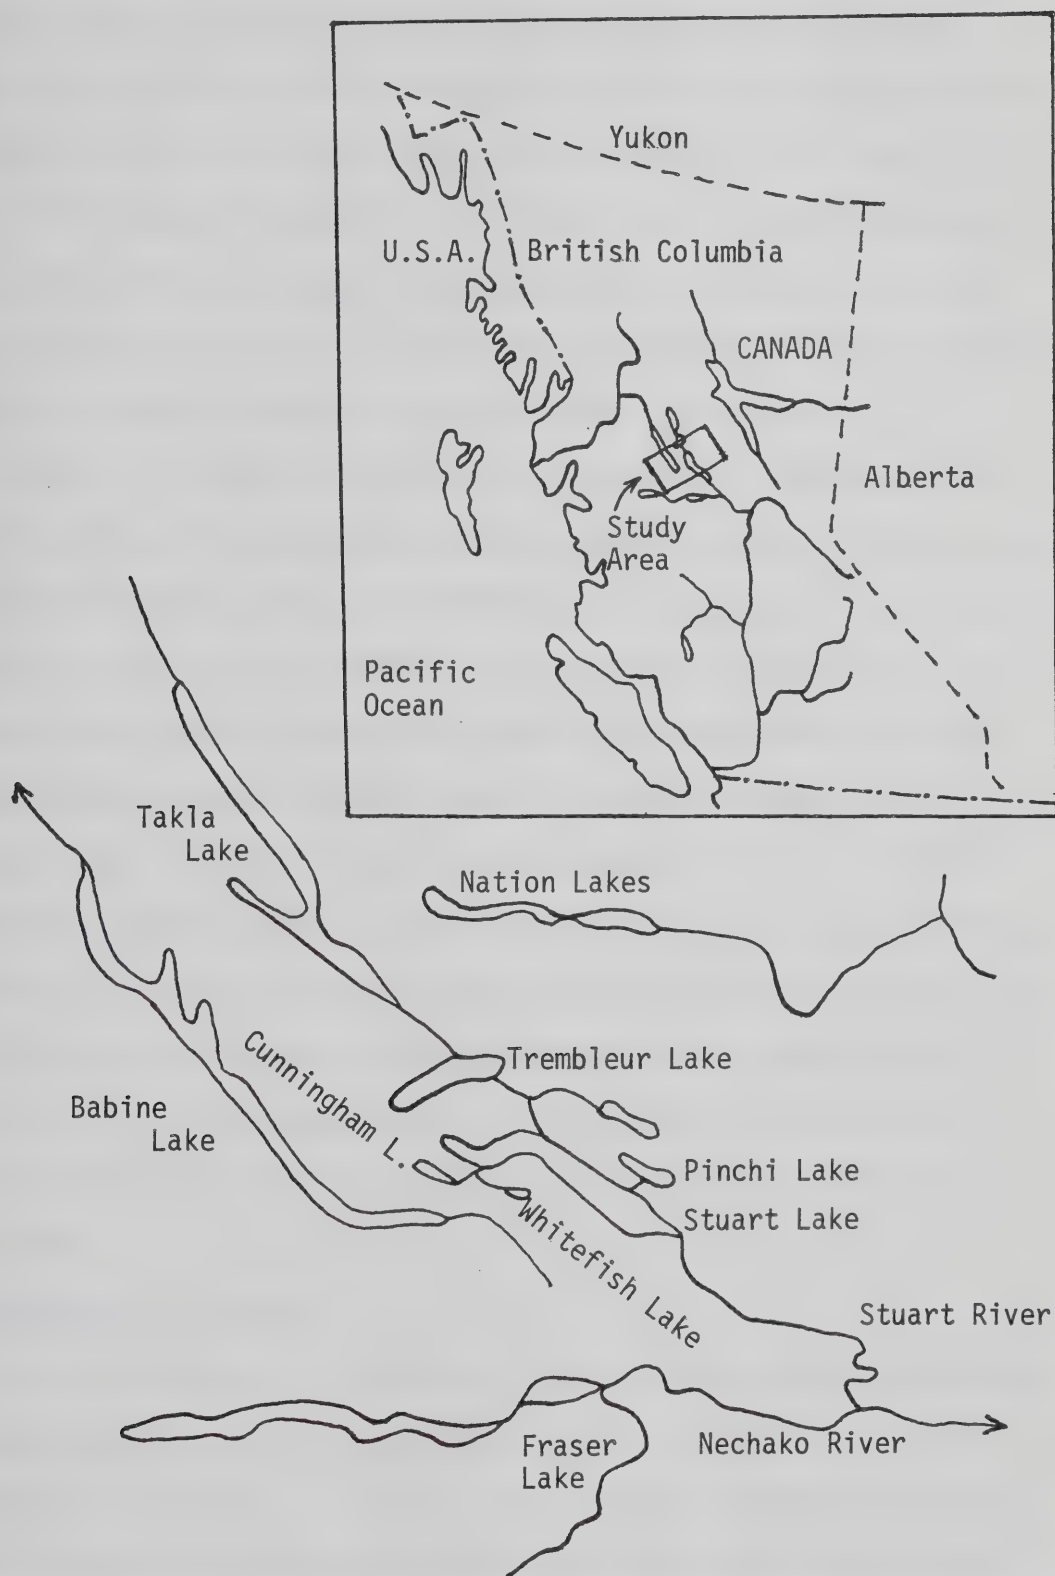 Yukon
U.S.A.
British Columbia
CANADA
Alberta
Study
Area
Pacific
Ocean
Takla
Lake
Nation Lakes
Cunningham L.
Trembleur Lake
Babine
Lake
Pinchi Lake
Stuart Lake
Whitefish Lake
Stuart River
Fraser
Lake
Nechako River